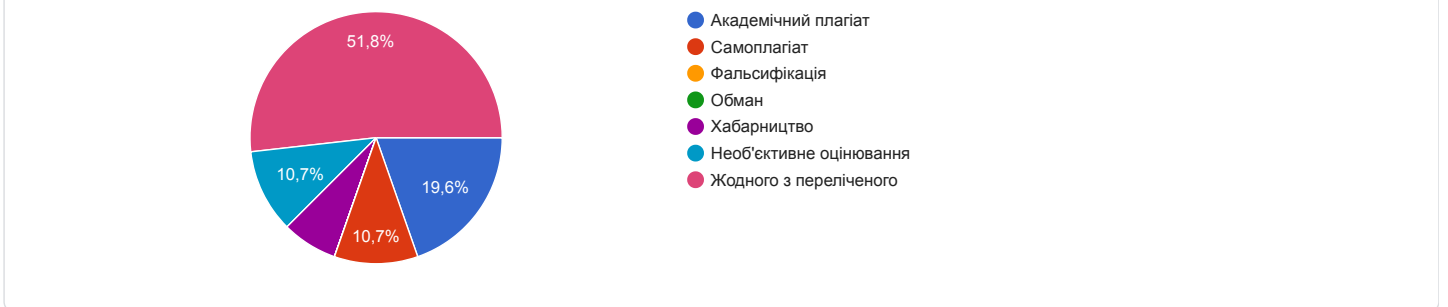 51,8%
10,7%
19,6%
10,7%
Академічний плагіат
Самоплагіат
Фальсифікація
Обман
Хабарництво
Необ'єктивне оцінювання
Жодного з переліченого